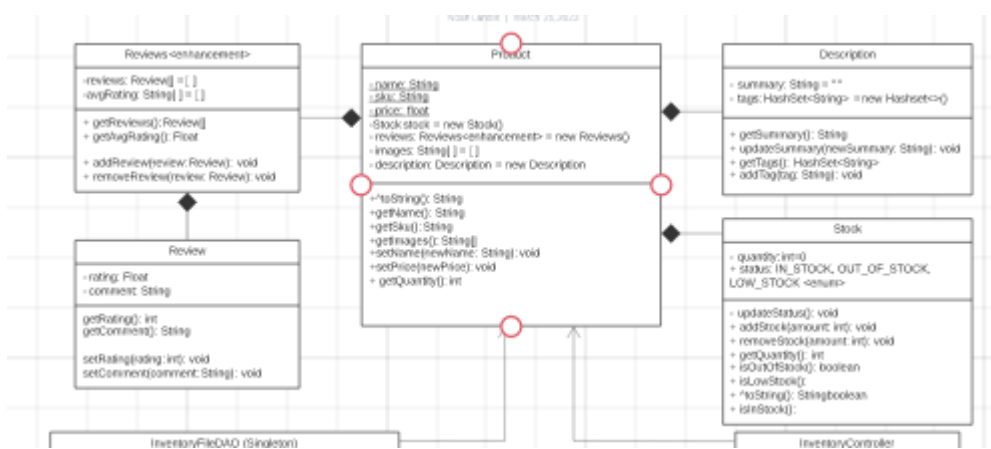 Noah Landis | March 25, 2022
Reviews<enhancement>
-reviews: Review[] = [ ]
-avgRating: String[ ] = [ ]
+ getReviews():Review[]
+ getAvgRating(): Float
+ addReview(review: Review): void
+ removeReview(review: Review): void
Review
- rating: Float
- comment: String
getRating(): int
getComment(): String
setRating(rating: int): void
setComment(comment: String): void
Product
- name: String
- sku: String
- price: float
-Stock stock = new Stock()
- reviews: Reviews<enhancement> = new Reviews()
- images: String[ ] = [ ]
- description: Description = new Description
+^toString(): String
+getName(): String
+getSku(): String
+getImages(): String[]
+setName(newName: String): void
+setPrice(newPrice): void
+ getQuantity(): int
Description
- summary: String = ""
- tags: HashSet<String> = new Hashset<>()
+ getSummary(): String
+ updateSummary(newSummary: String): void
+ getTags(): HashSet<String>
+ addTag(tag: String): void
Stock
- quantity: int=0
+ status: IN_STOCK, OUT_OF_STOCK,
LOW_STOCK <enum>
- updateStatus(): void
+ addStock(amount: int): void
+ removeStock(amount: int): void
+ getQuantity(): int
+ isOutOfStock(): boolean
+ isLowStock():
+ ^toString(): Stringboolean
+ isInStock():
InventoryFileDAO (Singleton)
InventoryController